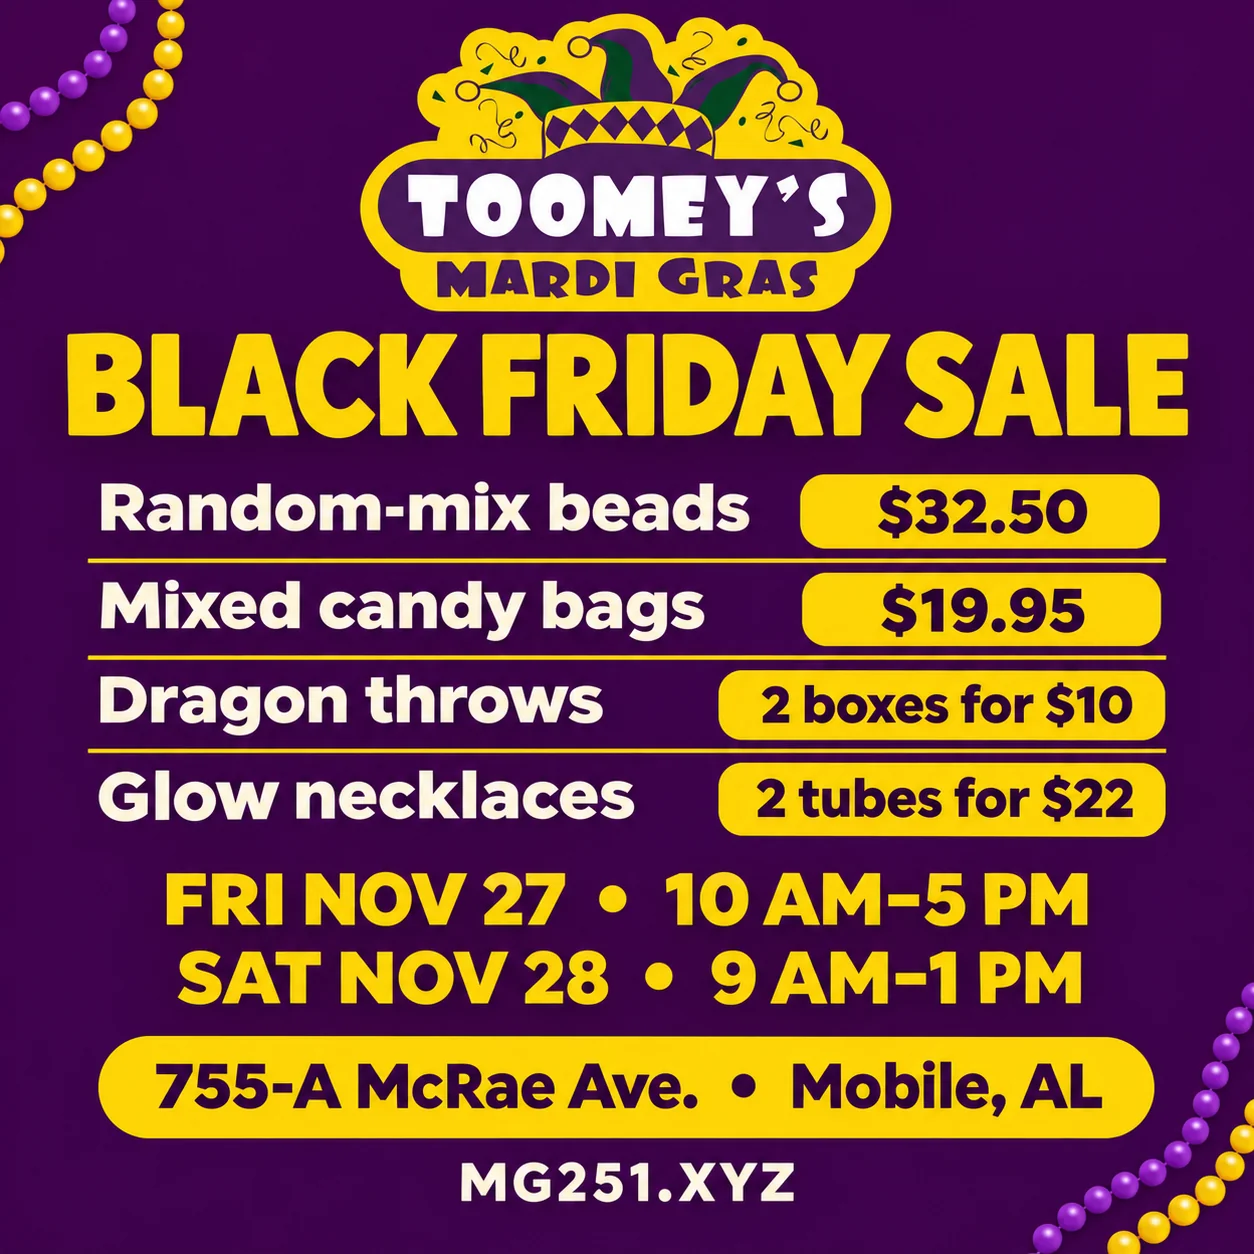 TOOMEY'S
MARDI GRAS
BLACK FRIDAY SALE
Random-mix beads $32.50
Mixed candy bags $19.95
Dragon throws 2 boxes for $10
Glow necklaces 2 tubes for $22
FRI NOV 27 • 10 AM–5 PM
SAT NOV 28 • 9 AM–1 PM
755-A McRae Ave. • Mobile, AL
MG251.XYZ